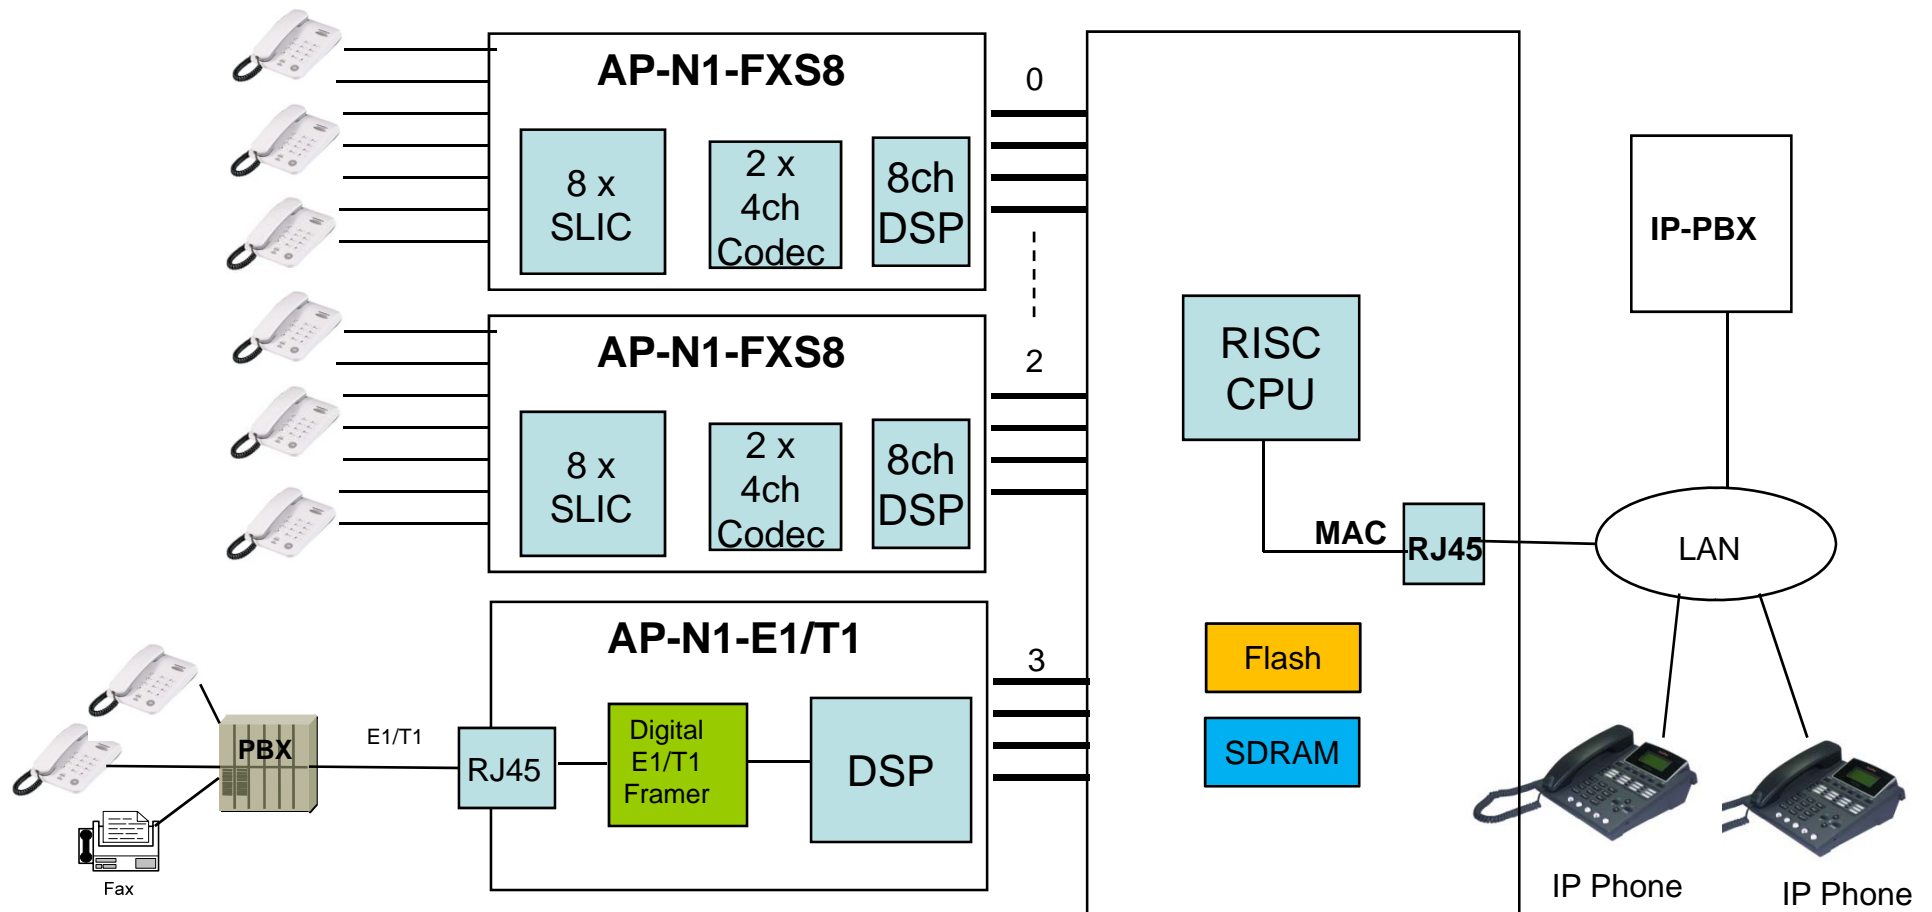 AP-N1-FXS8
8 x
SLIC
2 x
4ch
Codec
8ch
DSP
0
AP-N1-FXS8
8 x
SLIC
2 x
4ch
Codec
8ch
DSP
2
AP-N1-E1/T1
PBX
E1/T1
RJ45
Digital
E1/T1
Framer
DSP
3
Fax
RISC
CPU
MAC
RJ45
Flash
SDRAM
IP-PBX
LAN
IP Phone
IP Phone